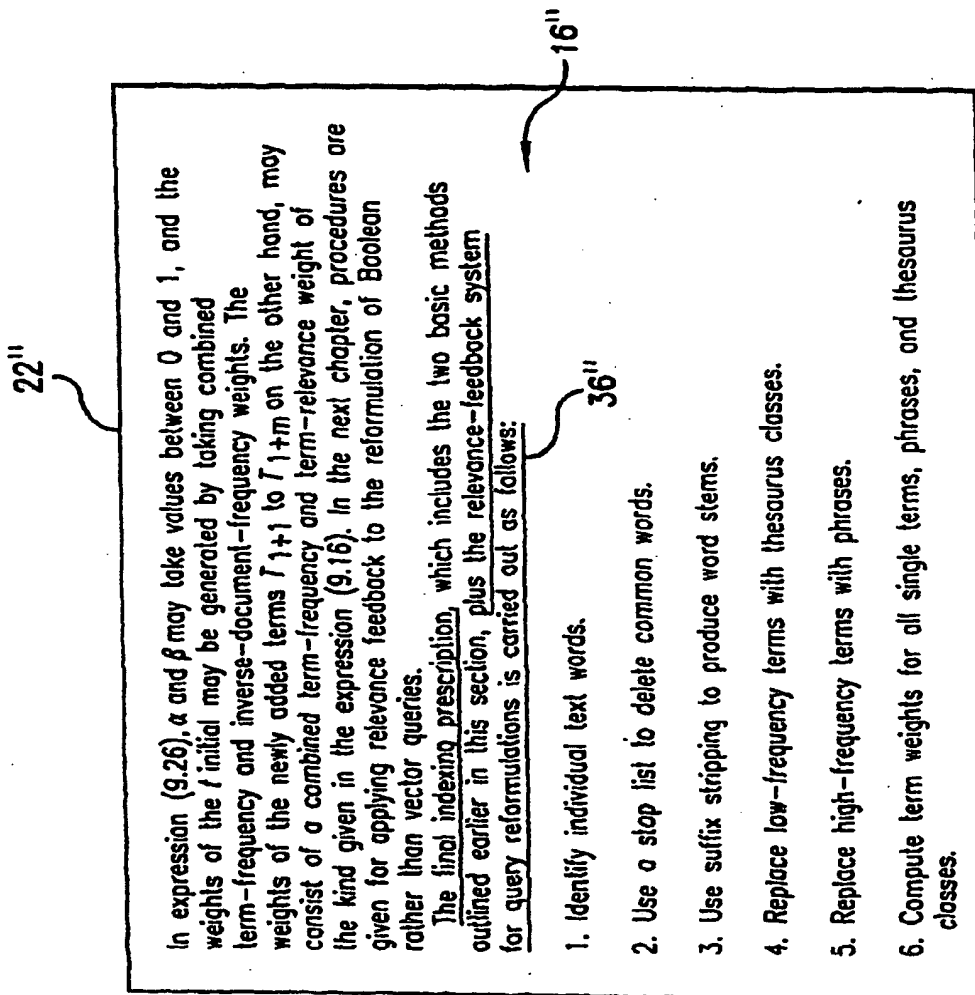 22"
In expression (9.26), α and β may take values between 0 and 1, and the
weights of the t initial may be generated by taking combined
term-frequency and inverse-document-frequency weights. The
weights of the newly added terms T1+1 to T1+m on the other hand, may
consist of a combined term-frequency and term-relevance weight of
the kind given in the expression (9.16). In the next chapter, procedures are
given for applying relevance feedback to the reformulation of Boolean
rather than vector queries.
The final indexing prescription, which includes the two basic methods
outlined earlier in this section, plus the relevance-feedback system
for query reformulations is carried out as follows:
16"
36"
1. Identify individual text words.
2. Use a stop list to delete common words.
3. Use suffix stripping to produce word stems.
4. Replace low-frequency terms with thesaurus classes.
5. Replace high-frequency terms with phrases.
6. Compute term weights for all single terms, phrases, and thesaurus
classes.